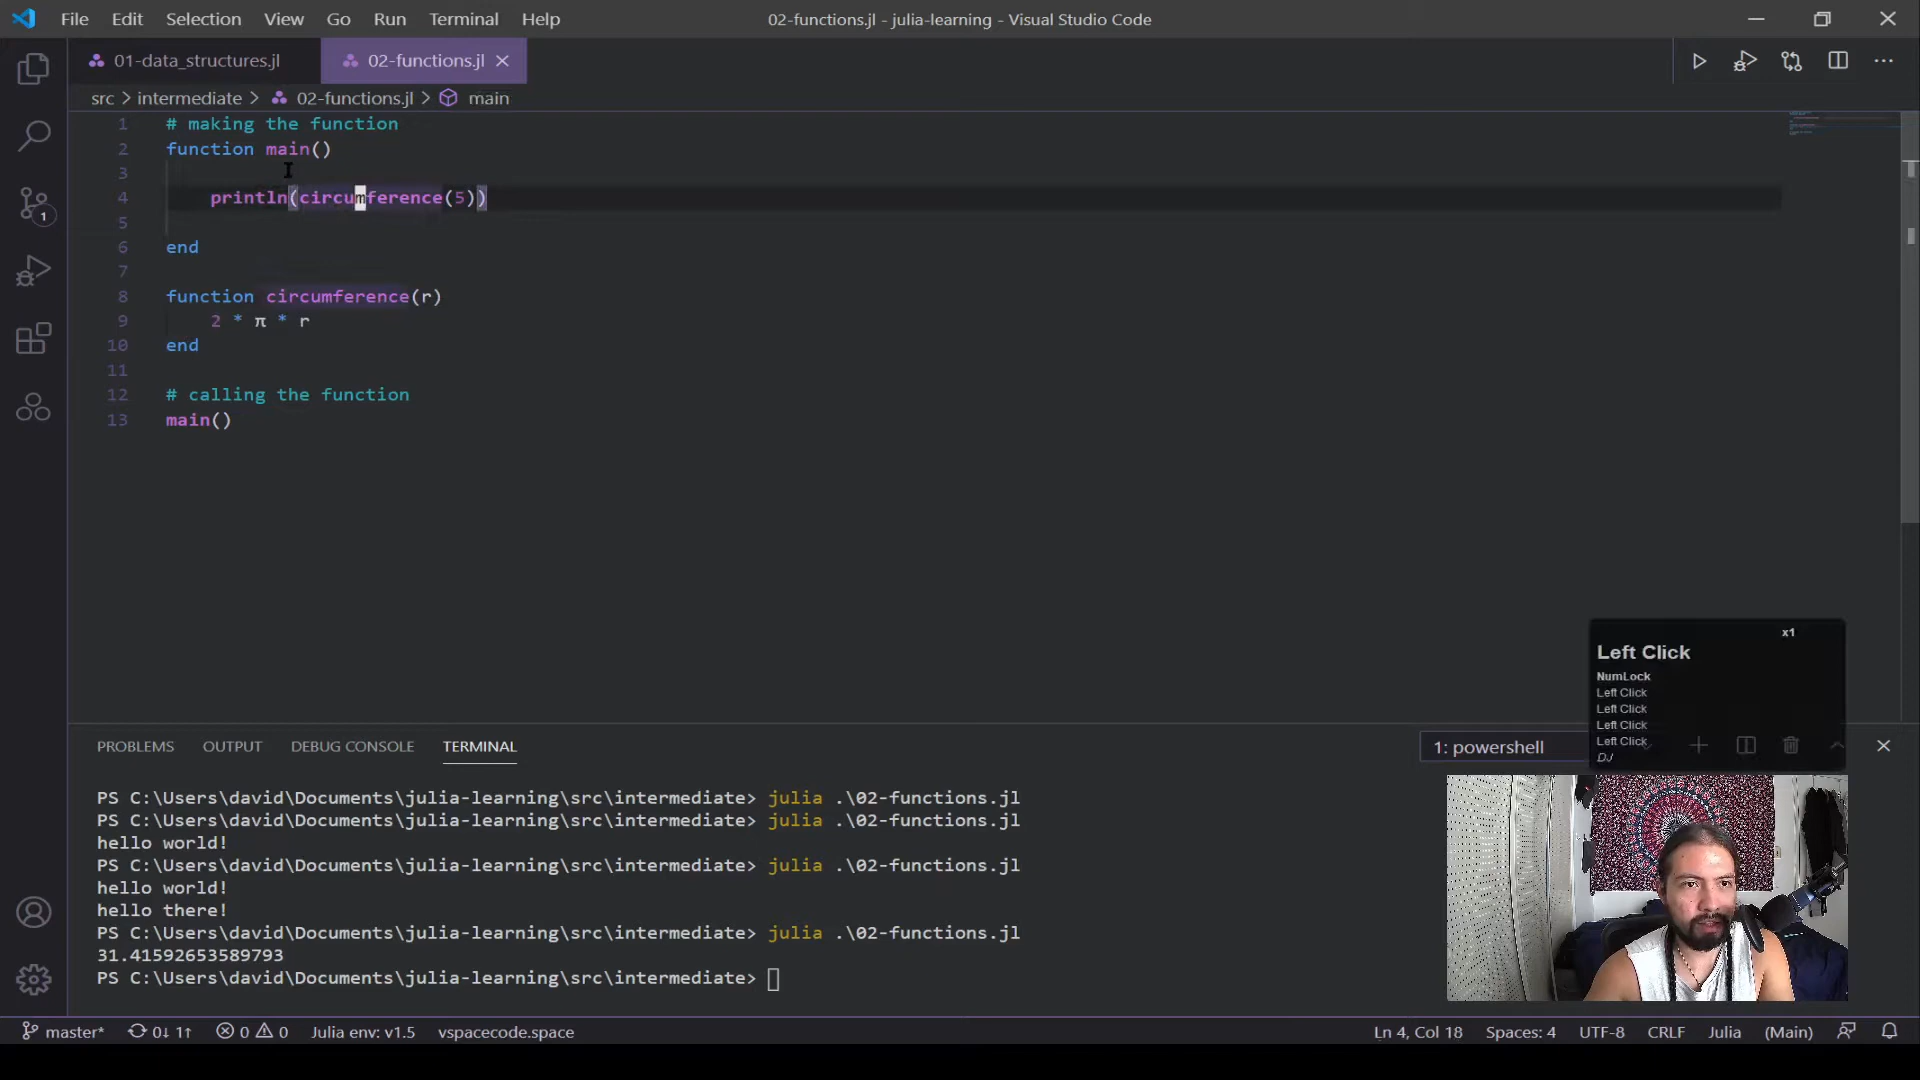 File Edit Selection View Go Run Terminal Help
02-functions.jl - julia-learning - Visual Studio Code
01-data_structures.jl
02-functions.jl
src > intermediate > 02-functions.jl > main
1 # making the function
2 function main()
3
4 println(circumference(5))
5
6 end
7
8 function circumference(r)
9 2 * π * r
10 end
11
12 # calling the function
13 main()
x1
Left Click
NumLock
Left Click
Left Click
Left Click
Left Click
DJ
PROBLEMS OUTPUT DEBUG CONSOLE TERMINAL
1: powershell
PS C:\Users\david\Documents\julia-learning\src\intermediate> julia .\02-functions.jl
PS C:\Users\david\Documents\julia-learning\src\intermediate> julia .\02-functions.jl
hello world!
PS C:\Users\david\Documents\julia-learning\src\intermediate> julia .\02-functions.jl
hello world!
hello there!
PS C:\Users\david\Documents\julia-learning\src\intermediate> julia .\02-functions.jl
31.41592653589793
PS C:\Users\david\Documents\julia-learning\src\intermediate>
1
master* 0↓ 1↑ 0 0 Julia env: v1.5 vspacecode.space
Ln 4, Col 18 Spaces: 4 UTF-8 CRLF Julia (Main)